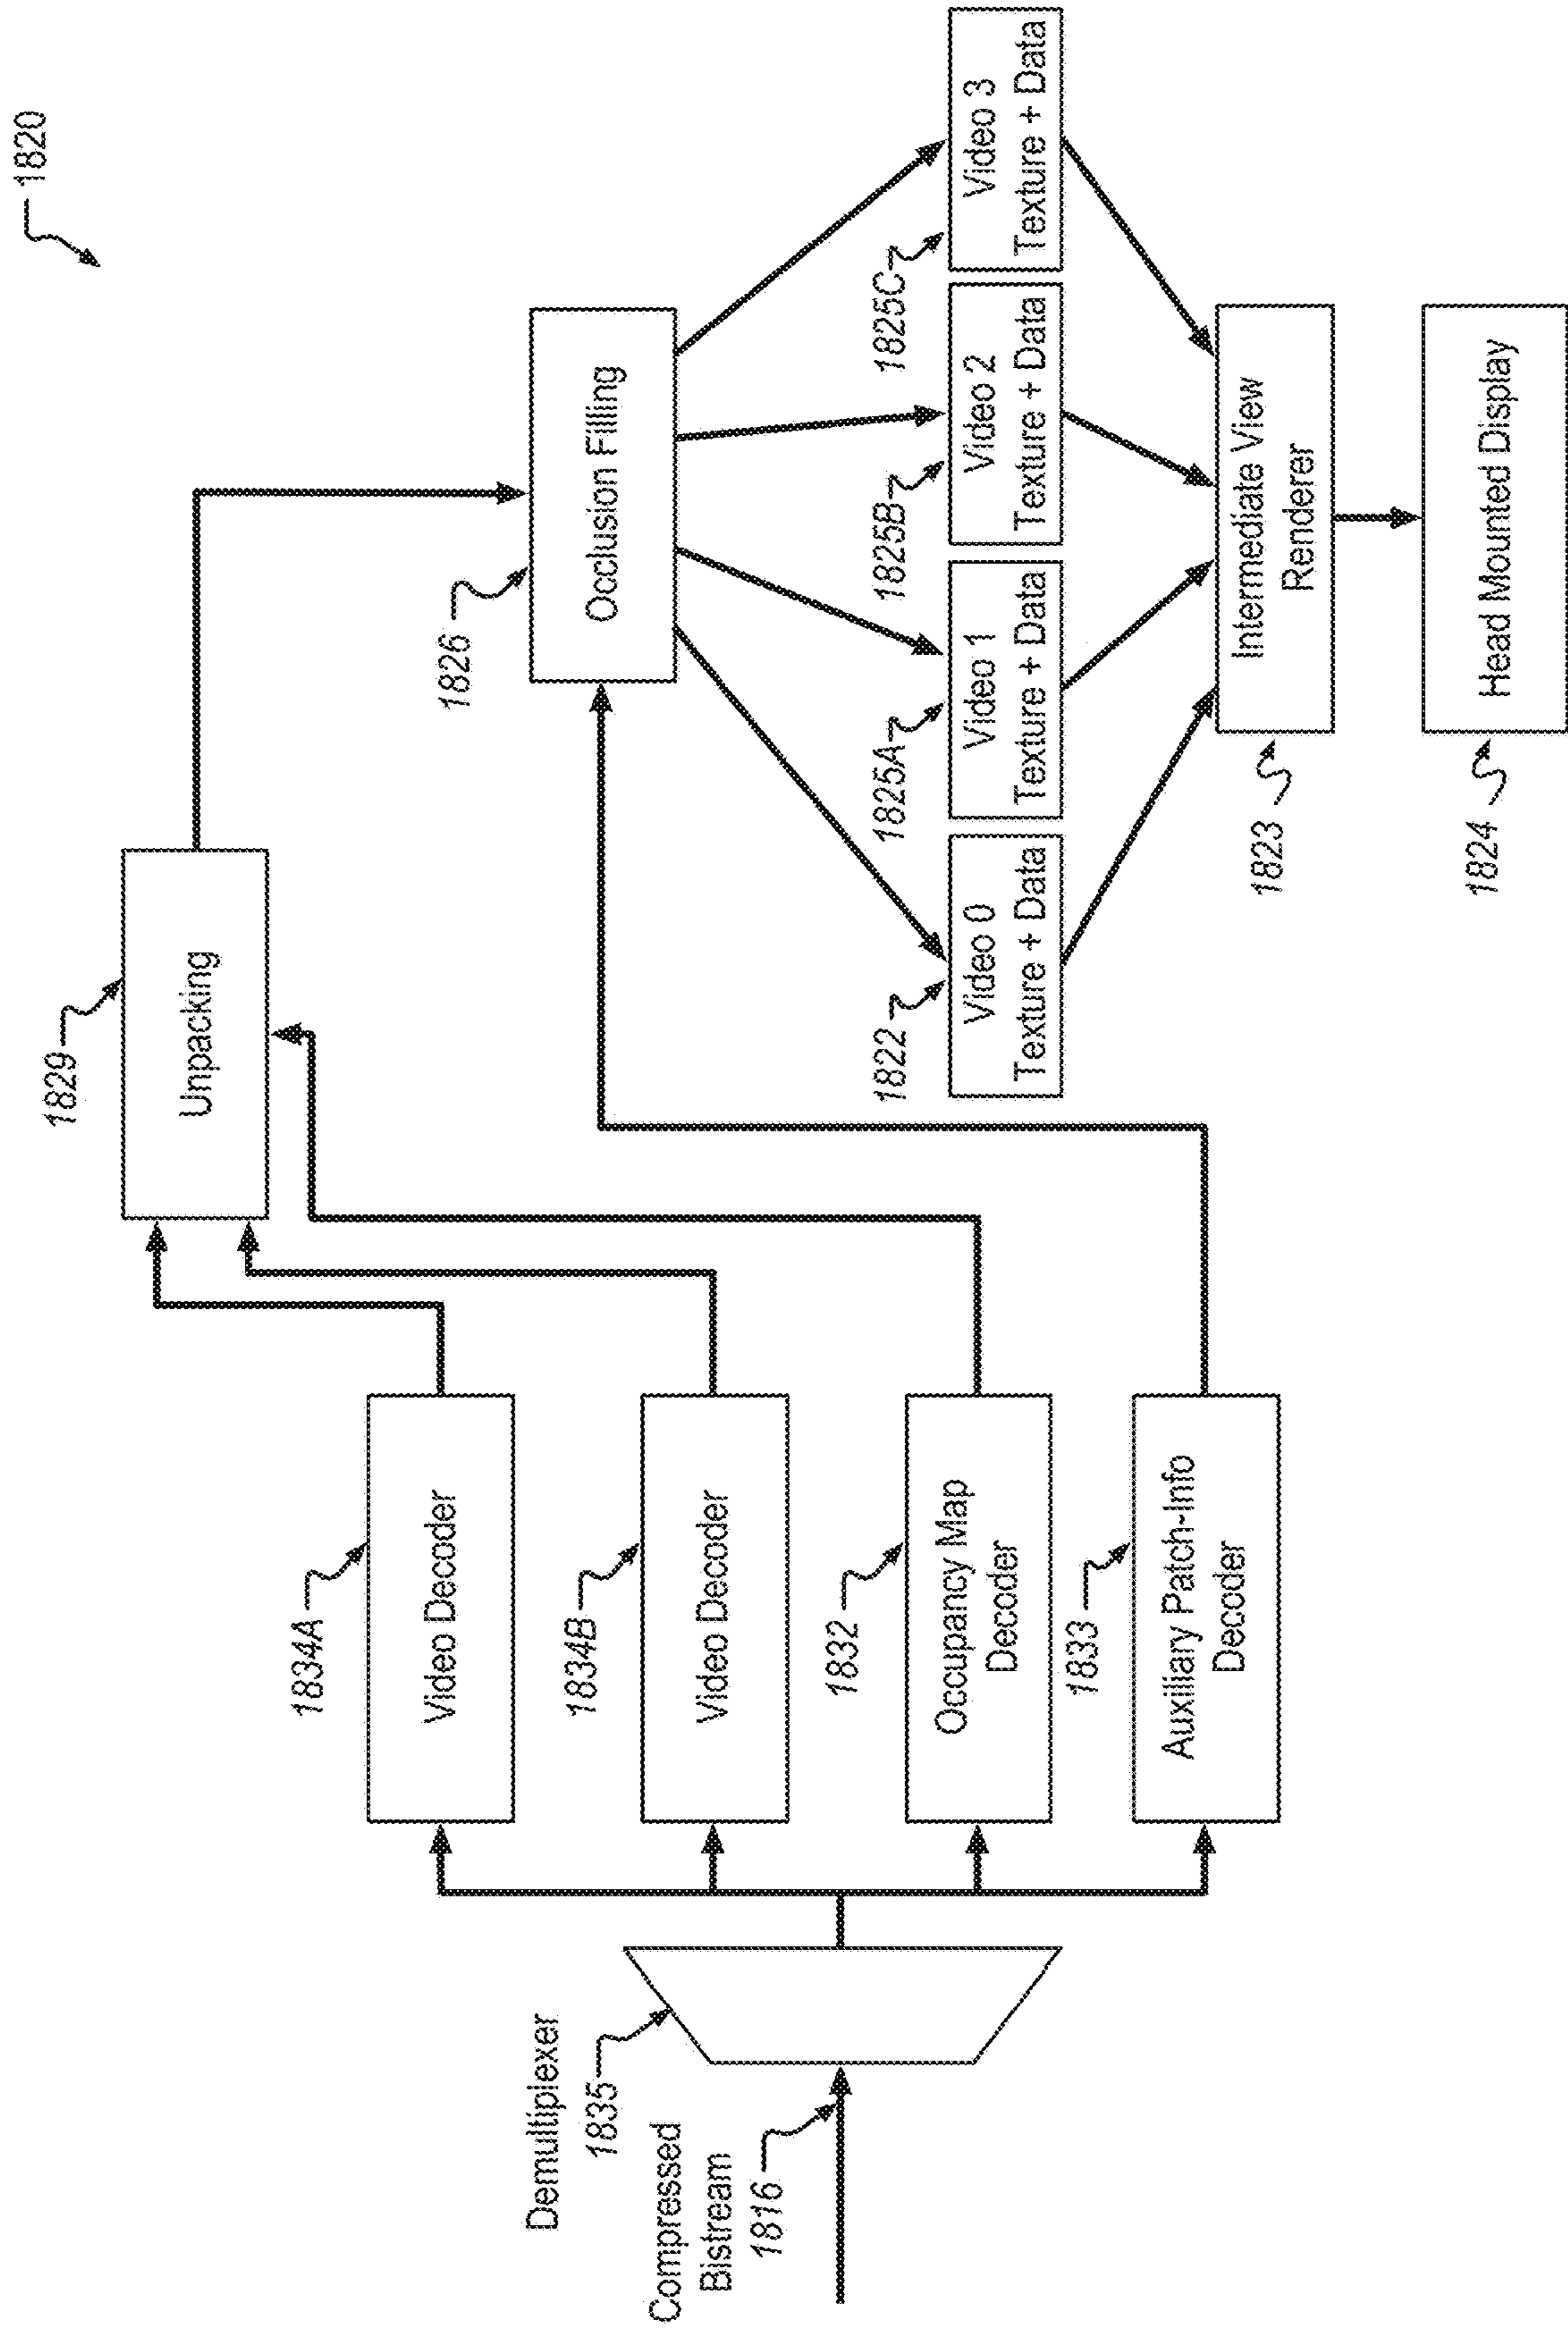 1820
Demultiplexer
1835
Compressed
Bistream
1816
1834A
Video Decoder
1834B
Video Decoder
1832
Occupancy Map
Decoder
1833
Auxiliary Patch-Info
Decoder
1829
Unpacking
1826
Occlusion Filling
1822
Video 0
Texture + Data
1825A
Video 1
Texture + Data
1825B
Video 2
Texture + Data
1825C
Video 3
Texture + Data
1823
Intermediate View
Renderer
1824
Head Mounted Display